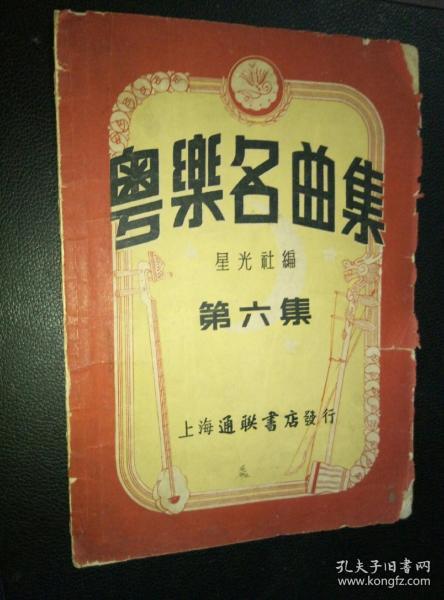 粤樂名曲集
星光社編
第六集
上海通联書店發行
孔夫子旧书网
www.kongfz.com